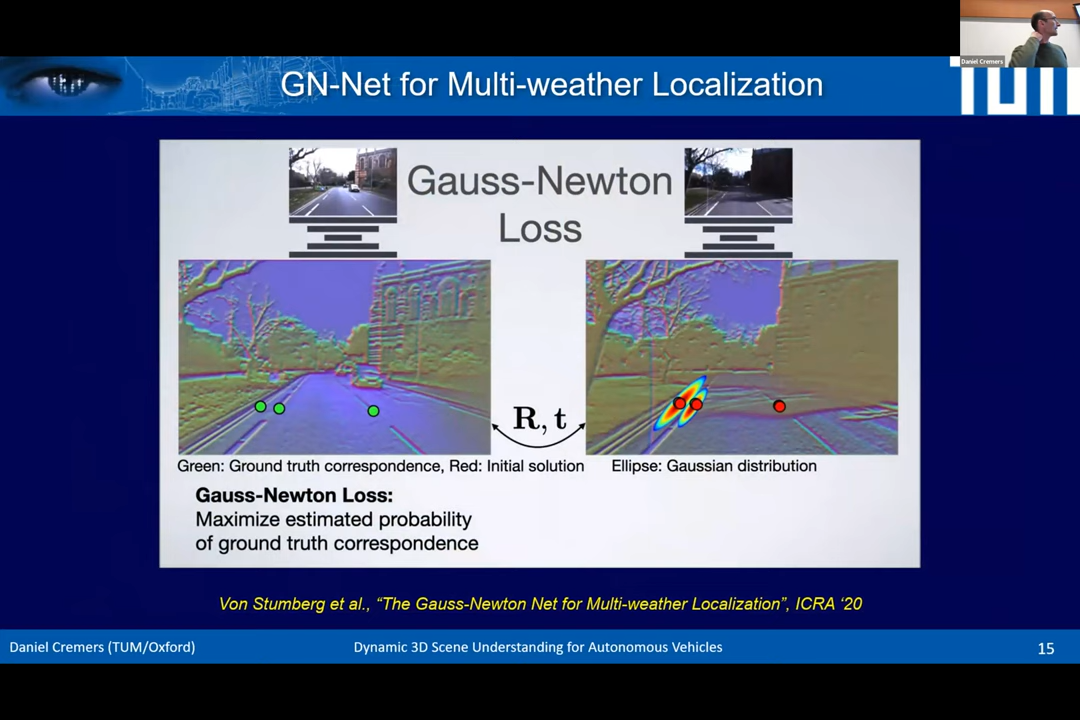 Daniel Cremers
GN-Net for Multi-weather Localization
TUM
Gauss-Newton
Loss
R, t
Green: Ground truth correspondence, Red: Initial solution
Ellipse: Gaussian distribution
Gauss-Newton Loss:
Maximize estimated probability
of ground truth correspondence
Von Stumberg et al., “The Gauss-Newton Net for Multi-weather Localization”, ICRA ‘20
Daniel Cremers (TUM/Oxford)
Dynamic 3D Scene Understanding for Autonomous Vehicles
15